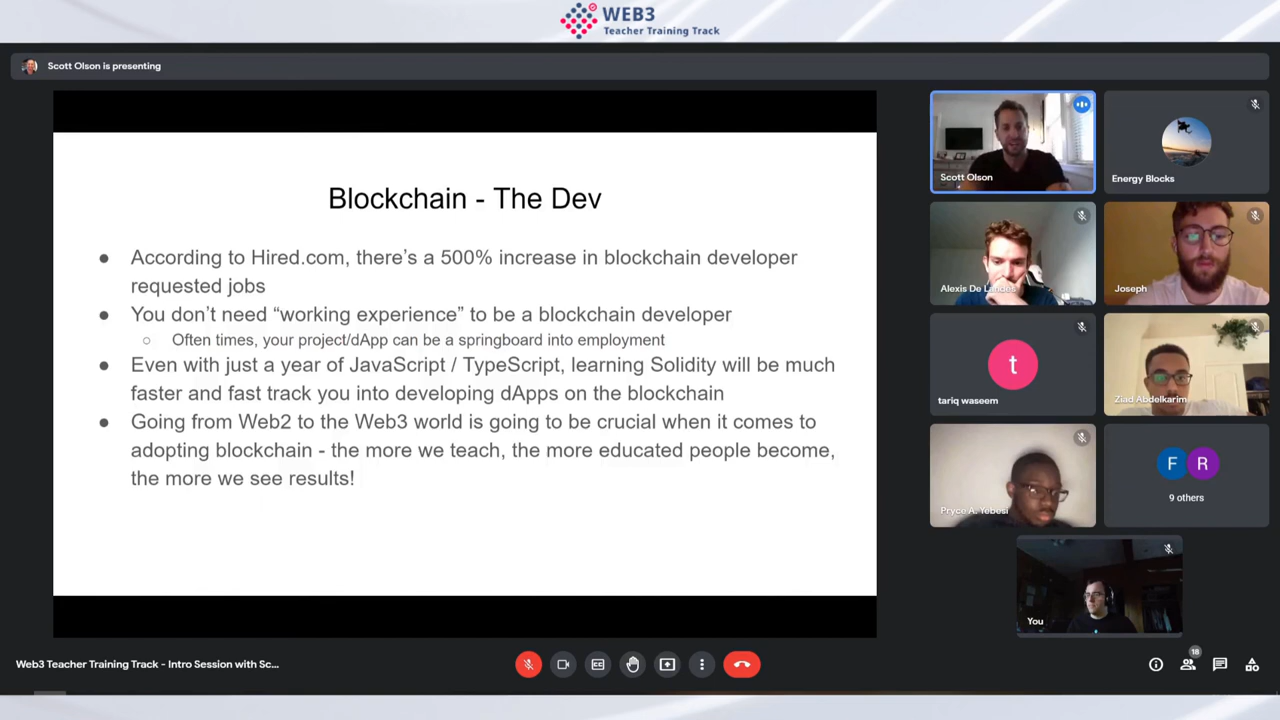 WEB3
Teacher Training Track
Scott Olson is presenting
Blockchain - The Dev
● According to Hired.com, there's a 500% increase in blockchain developer
requested jobs
● You don't need “working experience” to be a blockchain developer
○ Often times, your project/dApp can be a springboard into employment
● Even with just a year of JavaScript / TypeScript, learning Solidity will be much
faster and fast track you into developing dApps on the blockchain
● Going from Web2 to the Web3 world is going to be crucial when it comes to
adopting blockchain - the more we teach, the more educated people become,
the more we see results!
Scott Olson
Energy Blocks
Alexis De Landes
Joseph
t
tariq waseem
Ziad Abdelkarim
Pryce A. Yebesi
F R
9 others
You
Web3 Teacher Training Track - Intro Session with Sc...
CC
18